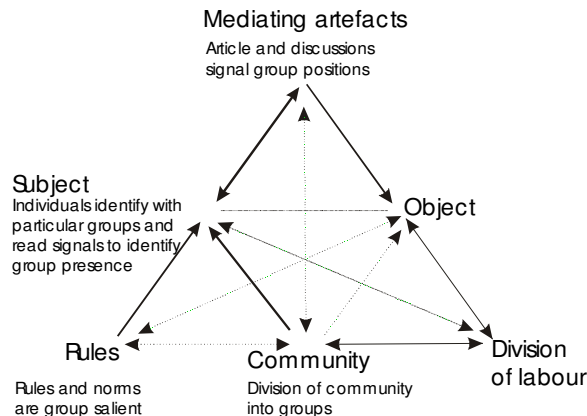 Mediating artefacts
Article and discussions
signal group positions
Subject
Individuals identify with
particular groups and
read signals to identify
group presence
Object
Rules
Rules and norms
are group salient
Community
Division of community
into groups
Division
of labour